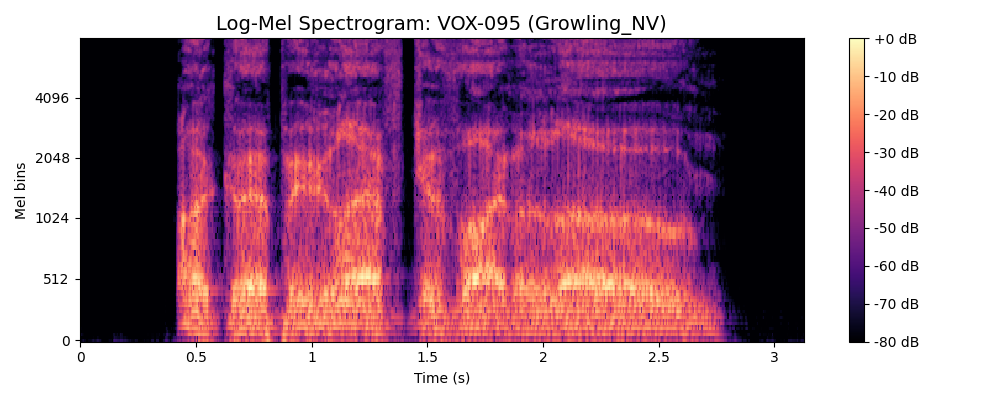 Log-Mel Spectrogram: VOX-095 (Growling_NV)
Mel bins
4096
2048
1024
512
0
0
0.5
1
1.5
2
2.5
3
Time (s)
+0 dB
-10 dB
-20 dB
-30 dB
-40 dB
-50 dB
-60 dB
-70 dB
-80 dB